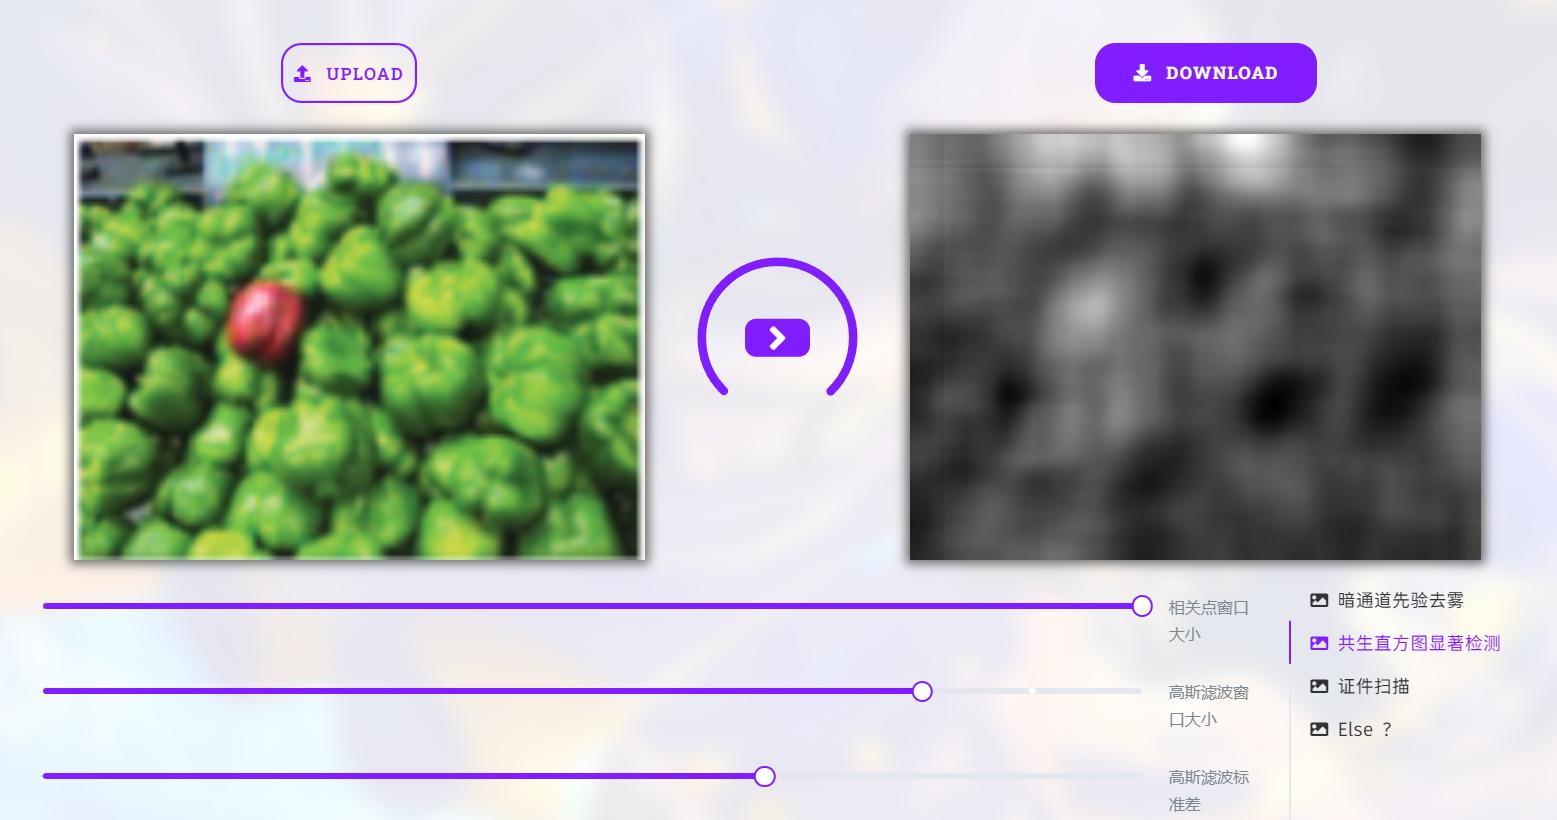 UPLOAD
DOWNLOAD
相关点窗口
大小
高斯滤波窗
口大小
高斯滤波标
准差
暗通道先验去雾
共生直方图显著检测
证件扫描
Else ？